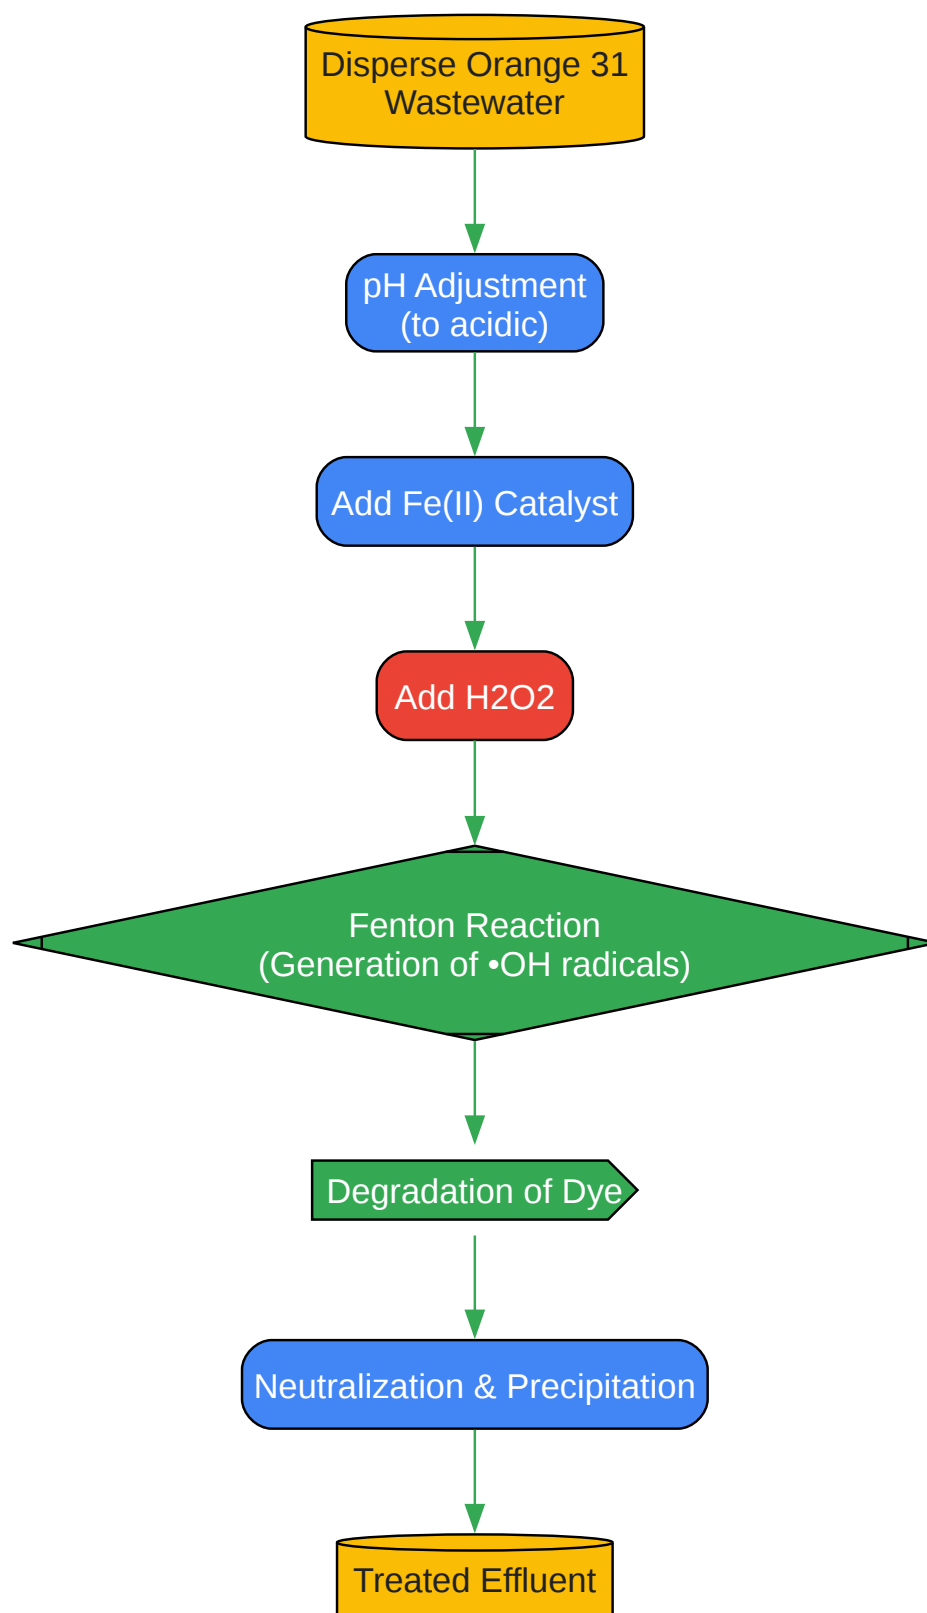 Disperse Orange 31
Wastewater
pH Adjustment
(to acidic)
Add Fe(II) Catalyst
Add H2O2
Fenton Reaction
(Generation of •OH radicals)
Degradation of Dye
Neutralization & Precipitation
Treated Effluent